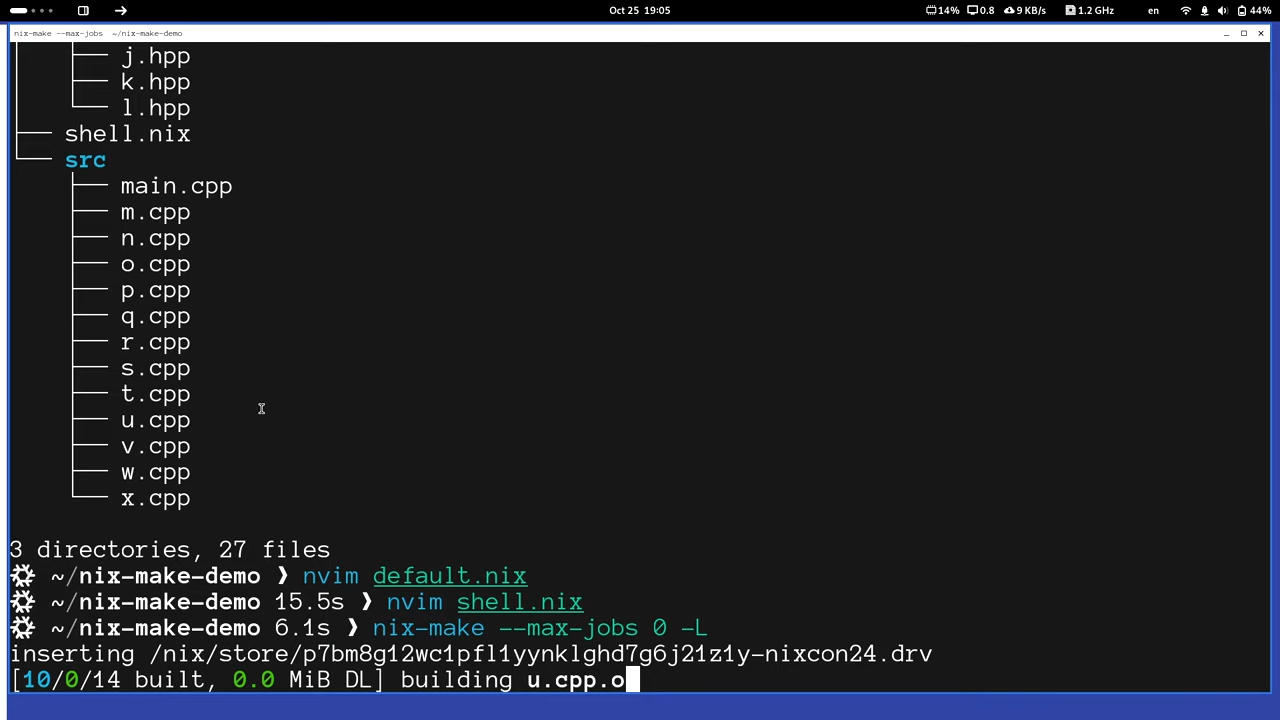 Oct 25 19:05
14% 0.8 9 KB/s 1.2 GHz en 44%
nix-make --max-jobs ~/nix-make-demo
j.hpp
k.hpp
l.hpp
shell.nix
src
main.cpp
m.cpp
n.cpp
o.cpp
p.cpp
q.cpp
r.cpp
s.cpp
t.cpp
u.cpp
v.cpp
w.cpp
x.cpp
3 directories, 27 files
~/nix-make-demo ❯ nvim default.nix
~/nix-make-demo 15.5s ❯ nvim shell.nix
~/nix-make-demo 6.1s ❯ nix-make --max-jobs 0 -L
inserting /nix/store/p7bm8g12wc1pfl1yynklghd7g6j21z1y-nixcon24.drv
[10/0/14 built, 0.0 MiB DL] building u.cpp.o